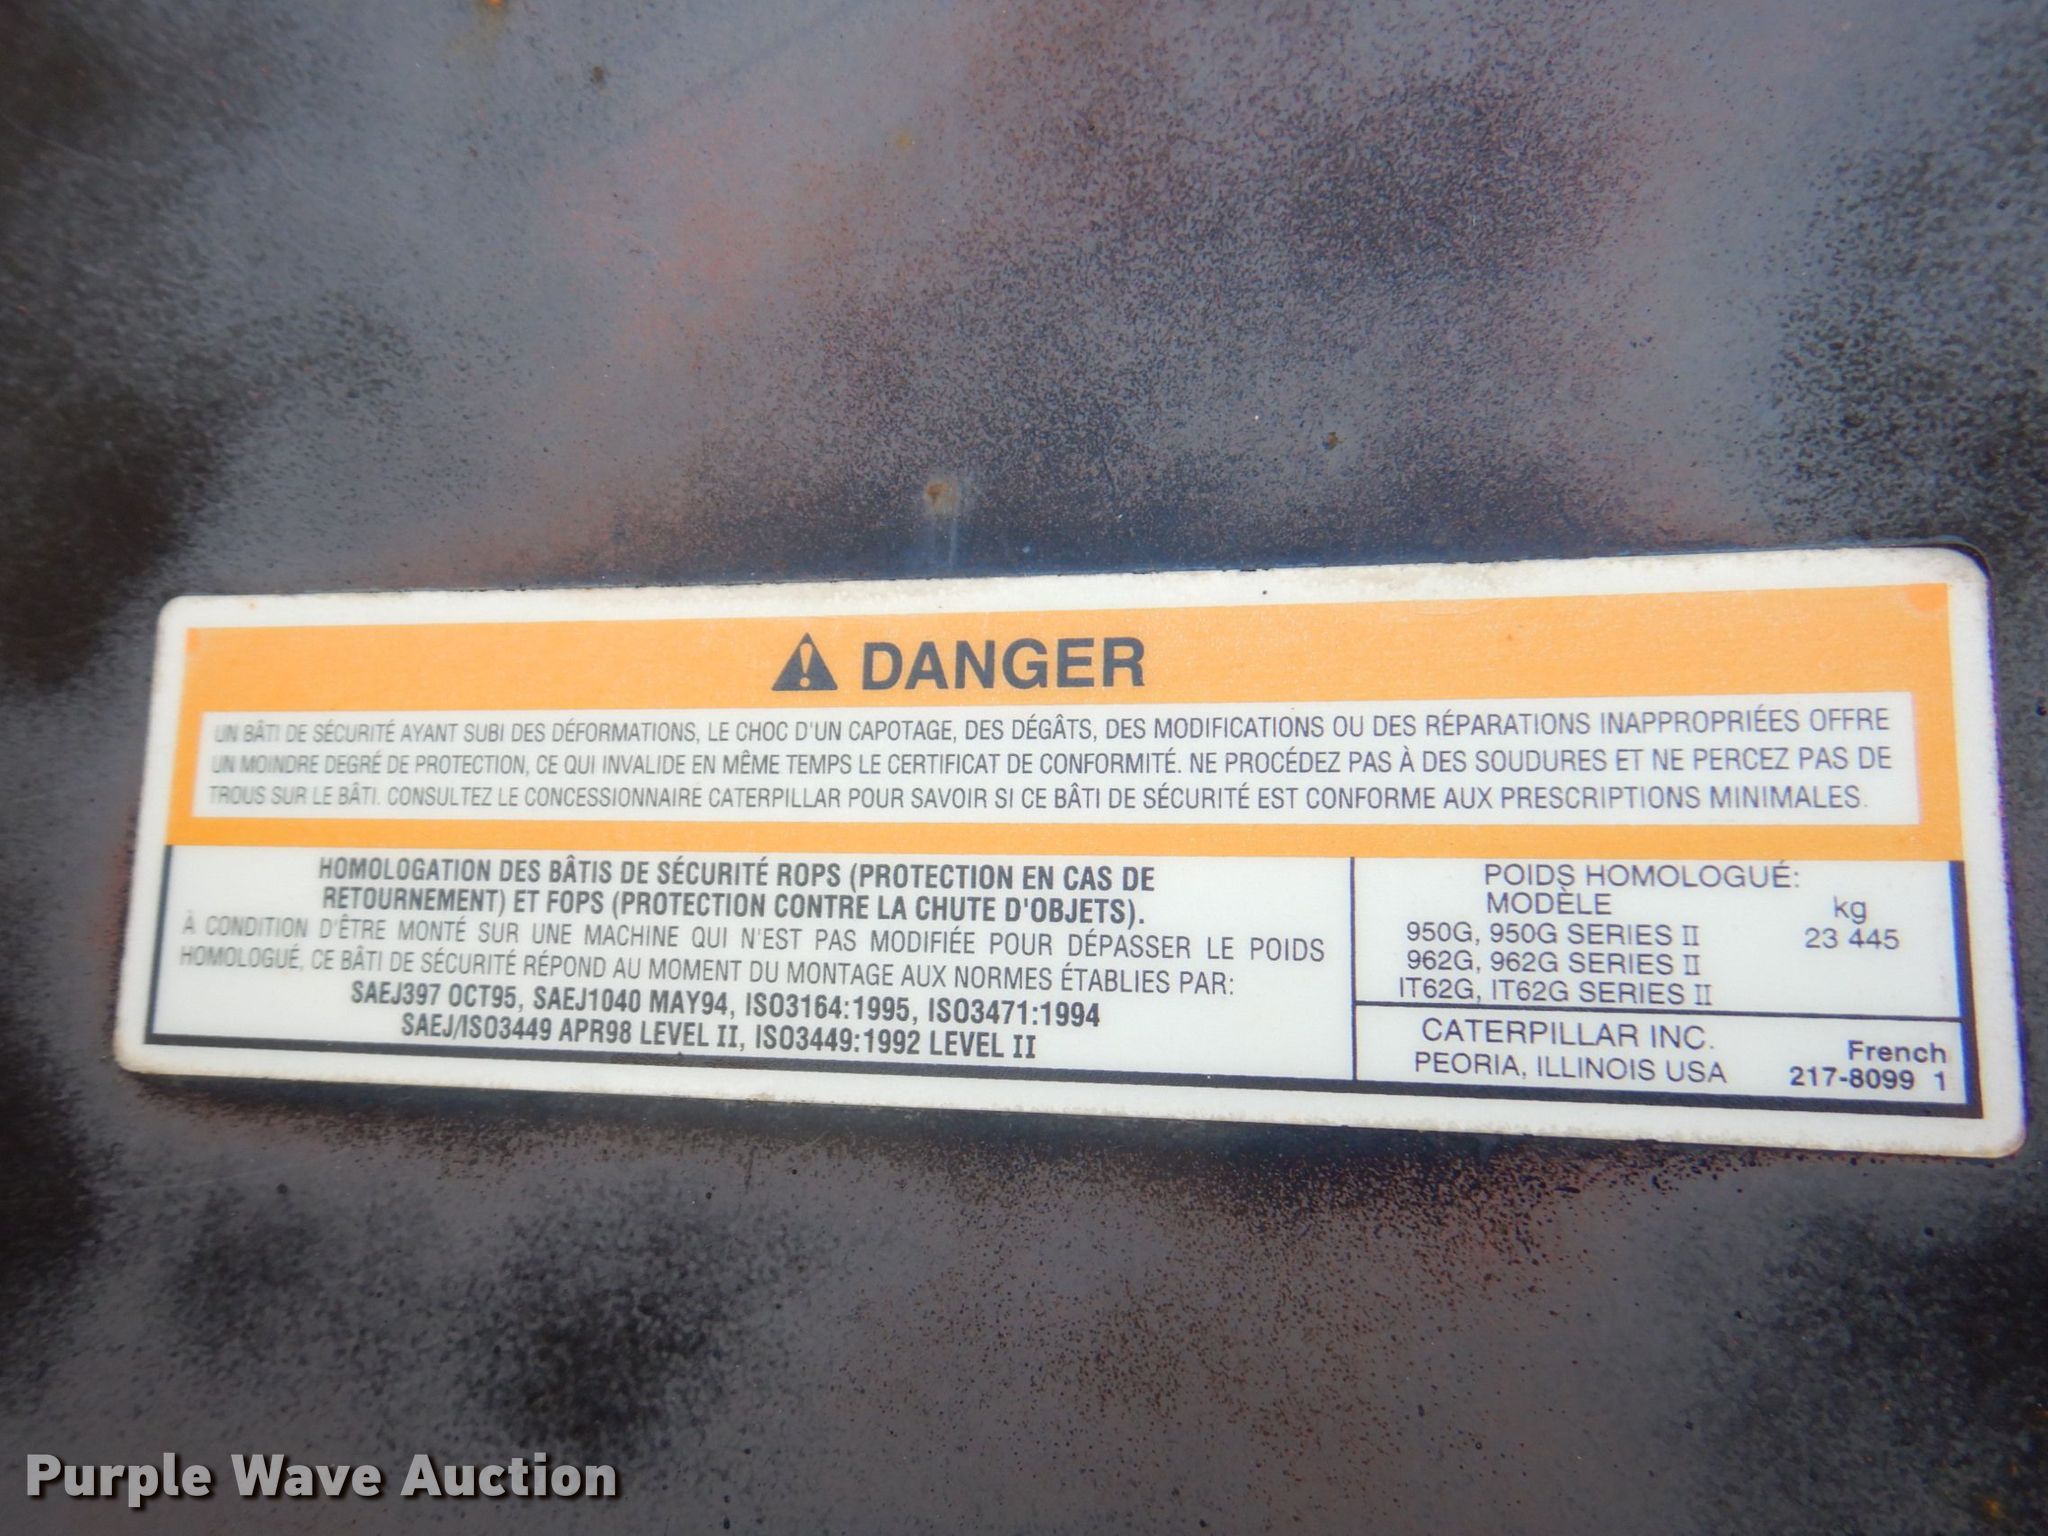 DANGER
UN BÂTI DE SÉCURITÉ AYANT SUBI DES DÉFORMATIONS, LE CHOC D'UN CAPOTAGE, DES DÉGÂTS, DES MODIFICATIONS OU DES RÉPARATIONS INAPPROPRIÉES OFFRE
UN MOINDRE DEGRÉ DE PROTECTION, CE QUI INVALIDE EN MÊME TEMPS LE CERTIFICAT DE CONFORMITÉ. NE PROCÉDEZ PAS À DES SOUDURES ET NE PERCEZ PAS DE
TROUS SUR LE BÂTI. CONSULTEZ LE CONCESSIONNAIRE CATERPILLAR POUR SAVOIR SI CE BÂTI DE SÉCURITÉ EST CONFORME AUX PRESCRIPTIONS MINIMALES.
HOMOLOGATION DES BÂTIS DE SÉCURITÉ ROPS (PROTECTION EN CAS DE
RETOURNEMENT) ET FOPS (PROTECTION CONTRE LA CHUTE D'OBJETS).
À CONDITION D'ÊTRE MONTÉ SUR UNE MACHINE QUI N'EST PAS MODIFIÉE POUR DÉPASSER LE POIDS
HOMOLOGUÉ, CE BÂTI DE SÉCURITÉ RÉPOND AU MOMENT DU MONTAGE AUX NORMES ÉTABLIES PAR:
SAEJ397 OCT95, SAEJ1040 MAY94, ISO3164:1995, ISO3471:1994
SAEJ/ISO3449 APR98 LEVEL II, ISO3449:1992 LEVEL II
POIDS HOMOLOGUÉ:
MODÈLE kg
950G, 950G SERIES II 23 445
962G, 962G SERIES II
IT62G, IT62G SERIES II
CATERPILLAR INC.
PEORIA, ILLINOIS USA
French
217-8099 1
Purple Wave Auction